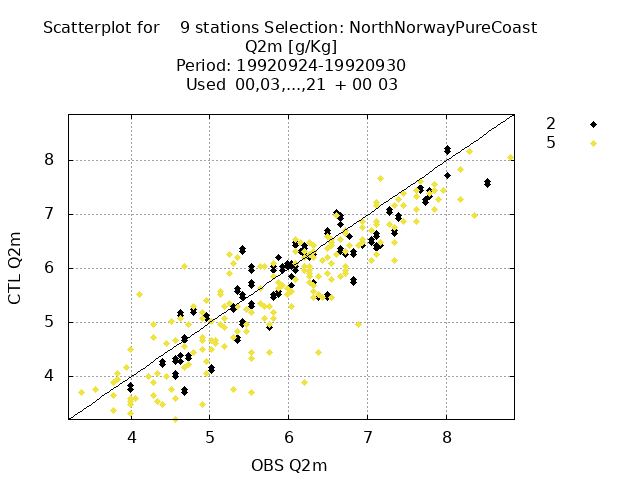 Scatterplot for 9 stations Selection: NorthNorwayPureCoast
Q2m [g/Kg]
Period: 19920924-19920930
Used 00,03,...,21 + 00 03
2
5
8
7
6
5
4
CTL Q2m
4 5 6 7 8
OBS Q2m